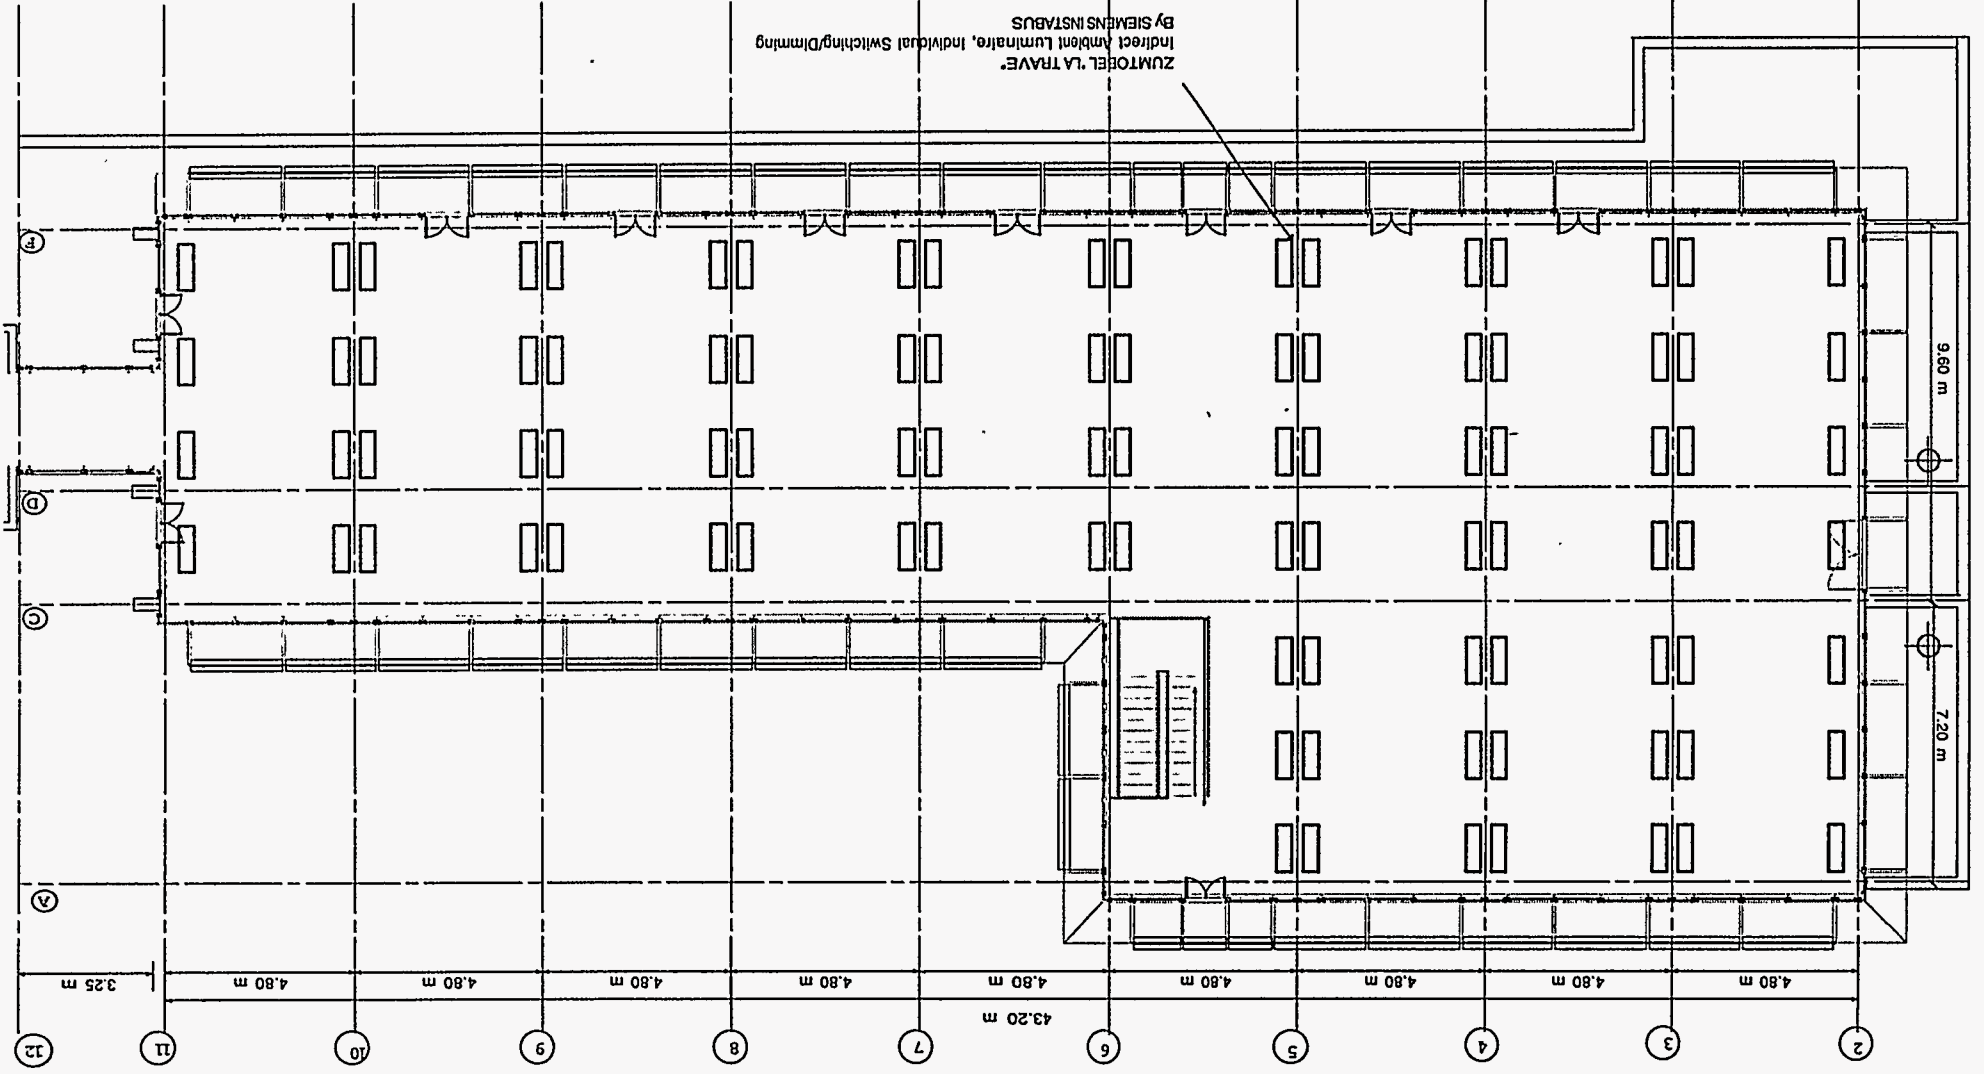 2
3
4
5
6
7
8
9
10
11
12
43.20 m
4.80 m
4.80 m
4.80 m
4.80 m
4.80 m
4.80 m
4.80 m
4.80 m
4.80 m
3.25 m
A
7.20 m
C
D
9.60 m
F
ZUMTOBEL "LA TRAVE"
Indirect Ambient Luminaire, Individual Switching/Dimming
By SIEMENS INSTABUS